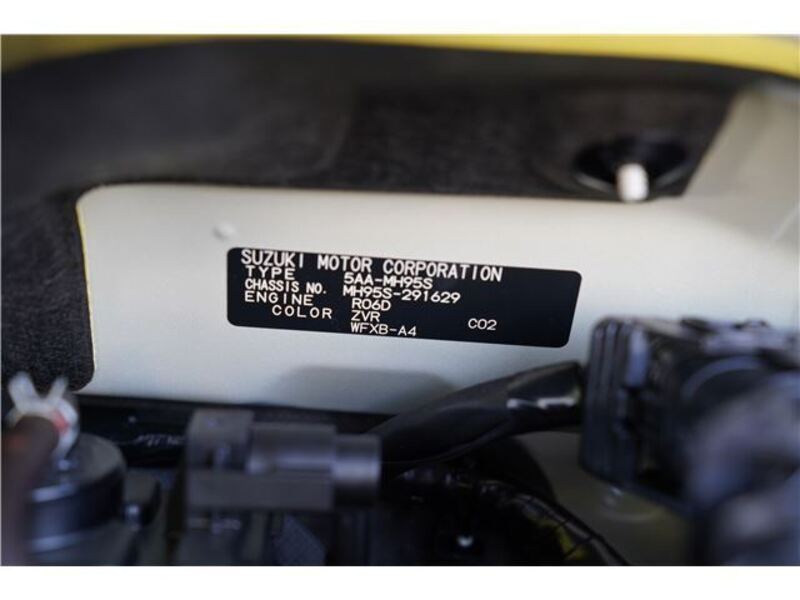 SUZUKI MOTOR CORPORATION
TYPE 5AA-MH95S
CHASSIS NO. MH95S-291629
ENGINE R06D
COLOR ZVR
WFXB-A4 C02